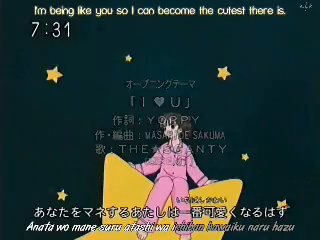 I'm being like you so I can become the cutest there is.
7:31
オープニングテーマ
「I♥U」
作詞：YORPY
作・編曲：MASAHIDE SAKUMA
歌：THE★SCANTY
あなたをマネするあたしは一番可愛くなるはず
Anata wo mane suru atashi wa ichiban kawaiku naru hazu